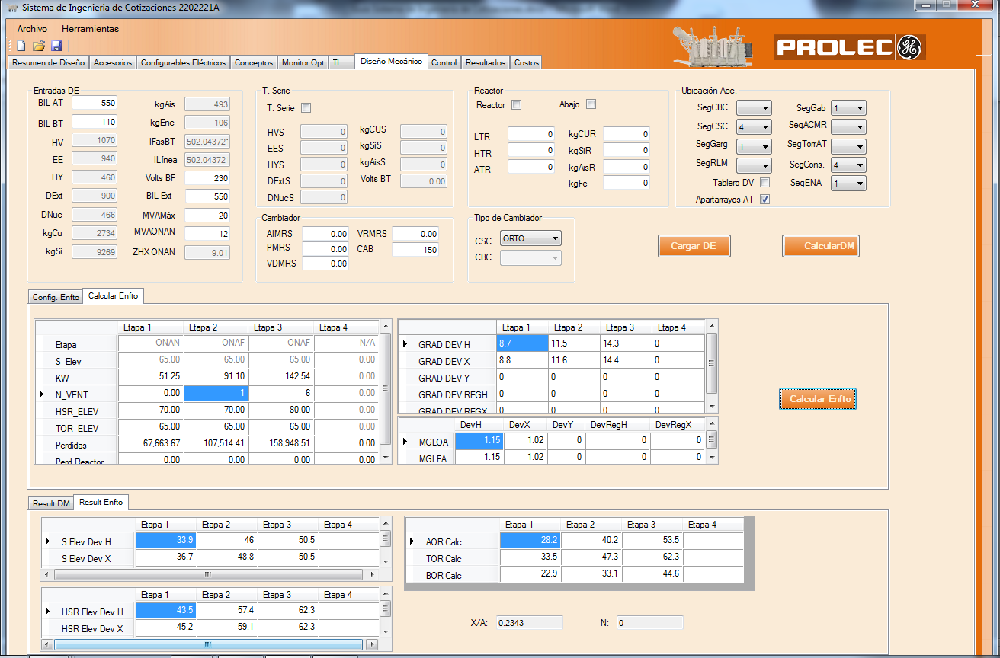 Sistema de Ingenieria de Cotizaciones 2202221A
Archivo Herramientas
PROLEC GE
Resumen de Diseño Accesorios Configurables Eléctricos Conceptos Monitor Opt TI Diseño Mecánico Control Resultados Costos
Entradas DE
BIL AT 550 kgAis 493
BIL BT 110 kgEnc 106
HV 1070 IFasBT 502.04372
EE 940 ILínea 502.04372
HY 460 Volts BF 230
DExt 900 BIL Ext 550
DNuc 466 MVAMáx 20
kgCu 2734 MVAONAN 12
kgSi 9269 ZHX ONAN 9.01
T. Serie
T. Serie
HVS 0 kgCUS 0
EES 0 kgSiS 0
HYS 0 kgAisS 0
DExtS 0 Volts BT 0.00
DNucS 0
Reactor
Reactor Abajo
LTR 0 kgCUR 0
HTR 0 kgSiR 0
ATR 0 kgAisR 0
kgFe 0
Ubicación Acc.
SegCBC SegGab 1
SegCSC 4 SegACMR
SegGarg 1 SegTorrAT
SegRLM SegCons. 4
Tablero DV SegENA 1
Apartarrayos AT
Cambiador
AIMRS 0.00 VRMRS 0.00
PMRS 0.00 CAB 150
VDMRS 0.00
Tipo de Cambiador
CSC ORTO
CBC
Cargar DE CalcularDM
Config. Enfto Calcular Enfto
Etapa 1 Etapa 2 Etapa 3 Etapa 4
Etapa ONAN ONAF ONAF N/A
S_Elev 65.00 65.00 65.00 0.00
KW 51.25 91.10 142.54 0.00
N_VENT 0.00 1 6 0.00
HSR_ELEV 70.00 70.00 80.00 0.00
TOR_ELEV 65.00 65.00 65.00 0.00
Perdidas 67,663.67 107,514.41 158,948.51 0.00
Perd Reactor 0.00 0.00 0.00 0.00
Etapa 1 Etapa 2 Etapa 3 Etapa 4
GRAD DEV H 8.7 11.5 14.3 0
GRAD DEV X 8.8 11.6 14.4 0
GRAD DEV Y 0 0 0 0
GRAD DEV REGH 0 0 0 0
GRAD DEV REGX 0 0 0 0
DevH DevX DevY DevRegH DevRegX
MGLOA 1.15 1.02 0 0 0
MGLFA 1.15 1.02 0 0 0
Calcular Enfto
Result DM Result Enfto
Etapa 1 Etapa 2 Etapa 3 Etapa 4
S Elev Dev H 33.9 46 50.5
S Elev Dev X 36.7 48.8 50.5
Etapa 1 Etapa 2 Etapa 3 Etapa 4
AOR Calc 28.2 40.2 53.5
TOR Calc 33.5 47.3 62.3
BOR Calc 22.9 33.1 44.6
Etapa 1 Etapa 2 Etapa 3 Etapa 4
HSR Elev Dev H 43.5 57.4 62.3
HSR Elev Dev X 45.2 59.1 62.3
X/A: 0.2343 N: 0